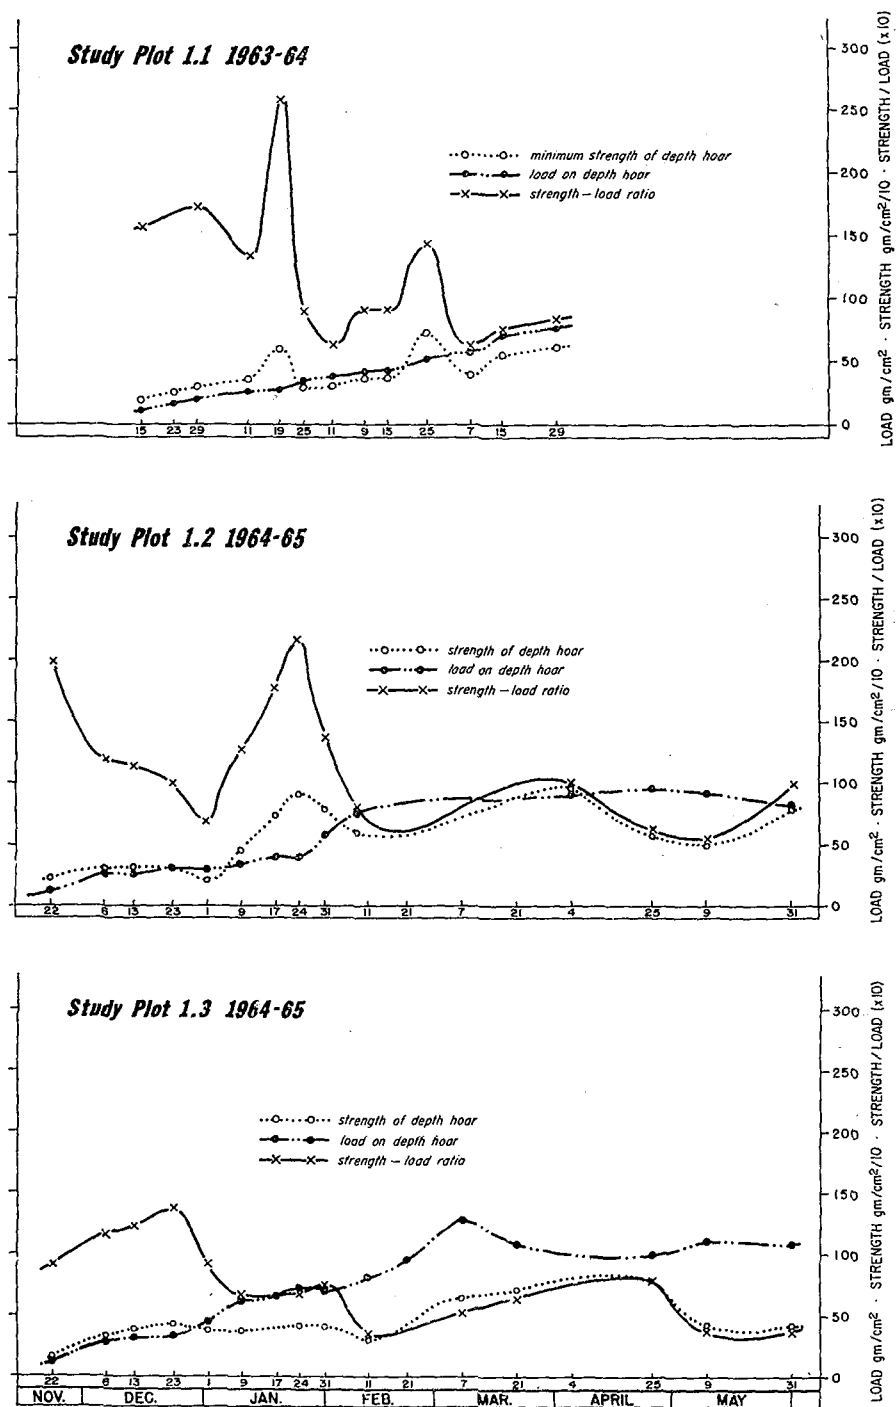 Study Plot 1.1 1963-64
minimum strength of depth hoar
load on depth hoar
strength – load ratio
300
250
200
150
100
50
0
LOAD gm/cm² · STRENGTH gm/cm²/10 · STRENGTH/LOAD (x10)
15 23 29 11 19 25 11 9 15 25 7 15 29
Study Plot 1.2 1964-65
strength of depth hoar
load on depth hoar
strength – load ratio
300
250
200
150
100
50
0
LOAD gm/cm² · STRENGTH gm/cm²/10 · STRENGTH/LOAD (x10)
22 6 13 23 1 9 17 24 31 11 21 7 21 4 25 9 31
Study Plot 1.3 1964-65
strength of depth hoar
load on depth hoar
strength – load ratio
300
250
200
150
100
50
0
LOAD gm/cm² · STRENGTH gm/cm²/10 · STRENGTH/LOAD (x10)
22 6 13 23 1 9 17 24 31 11 21 7 21 4 25 9 31
NOV. DEC. JAN. FEB. MAR. APRIL MAY